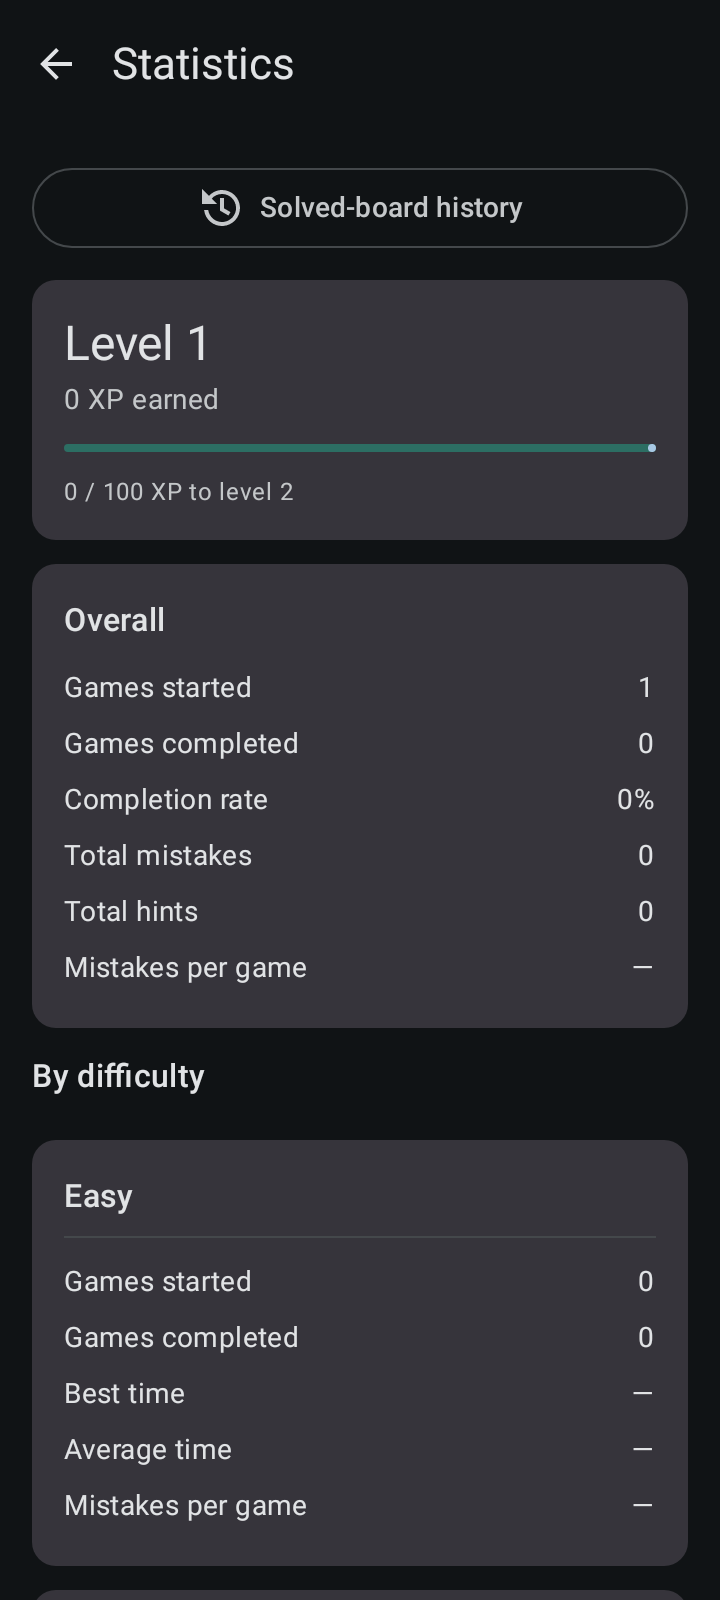 Statistics
Solved-board history
Level 1
0 XP earned
0 / 100 XP to level 2
Overall
Games started 1
Games completed 0
Completion rate 0%
Total mistakes 0
Total hints 0
Mistakes per game —
By difficulty
Easy
Games started 0
Games completed 0
Best time —
Average time —
Mistakes per game —